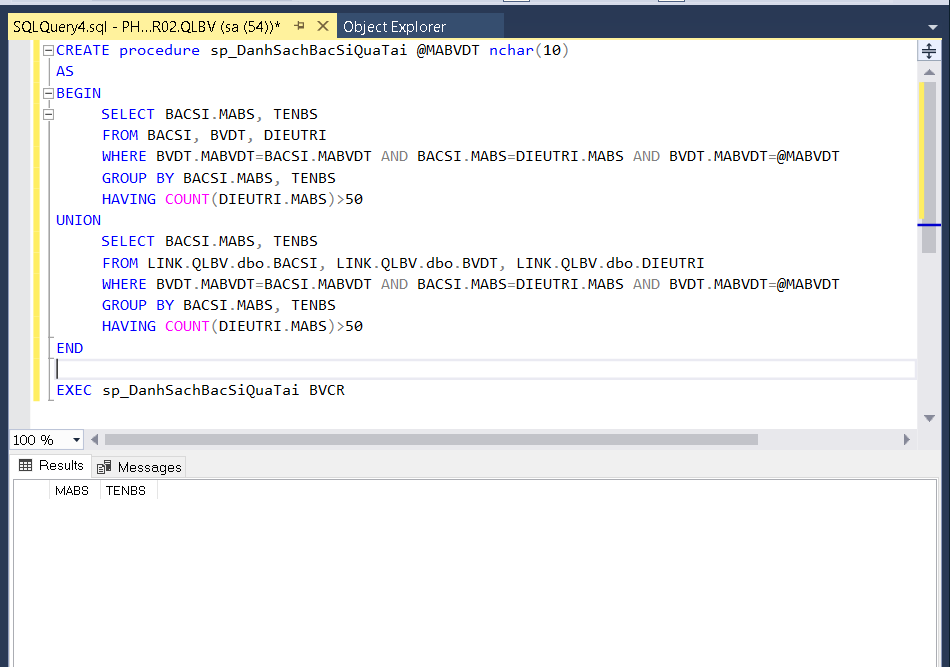 SQLQuery4.sql - PH...R02.QLBV (sa (54))* Object Explorer
CREATE procedure sp_DanhSachBacSiQuaTai @MABVDT nchar(10)
AS
BEGIN
SELECT BACSI.MABS, TENBS
FROM BACSI, BVDT, DIEUTRI
WHERE BVDT.MABVDT=BACSI.MABVDT AND BACSI.MABS=DIEUTRI.MABS AND BVDT.MABVDT=@MABVDT
GROUP BY BACSI.MABS, TENBS
HAVING COUNT(DIEUTRI.MABS)>50
UNION
SELECT BACSI.MABS, TENBS
FROM LINK.QLBV.dbo.BACSI, LINK.QLBV.dbo.BVDT, LINK.QLBV.dbo.DIEUTRI
WHERE BVDT.MABVDT=BACSI.MABVDT AND BACSI.MABS=DIEUTRI.MABS AND BVDT.MABVDT=@MABVDT
GROUP BY BACSI.MABS, TENBS
HAVING COUNT(DIEUTRI.MABS)>50
END
EXEC sp_DanhSachBacSiQuaTai BVCR
100 %
Results Messages
MABS TENBS